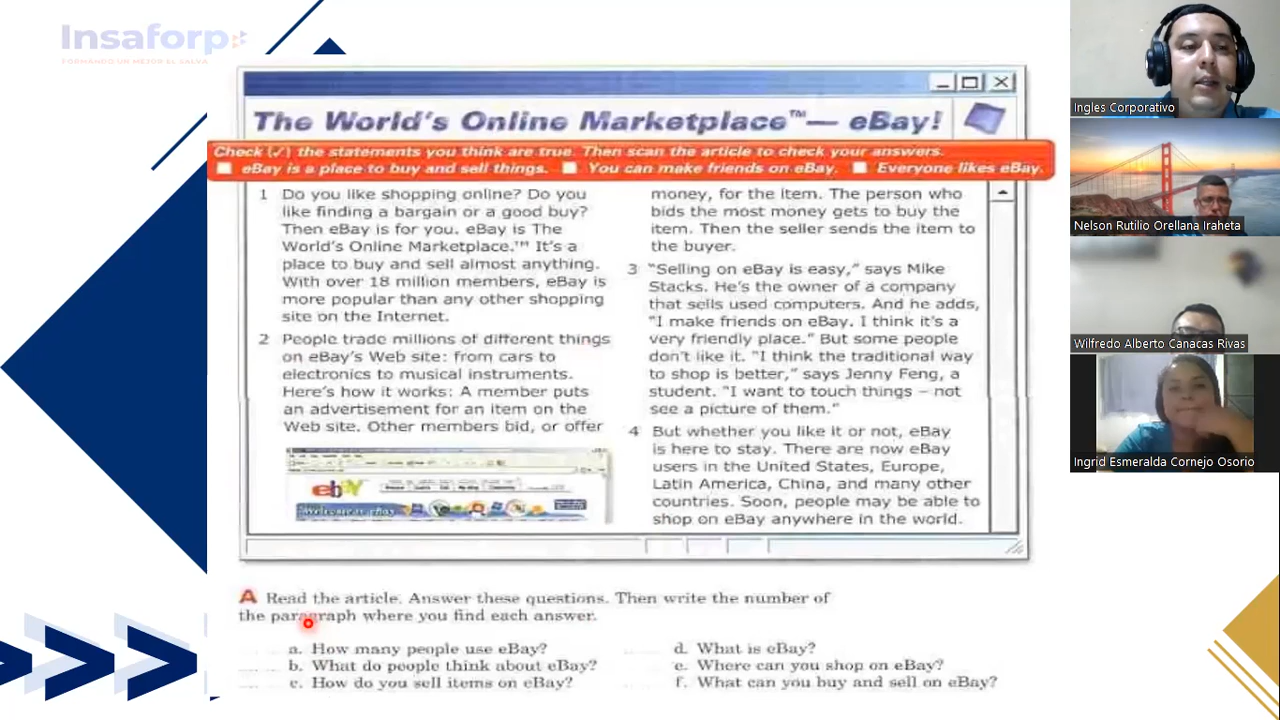 Insaforp
FORMANDO UN MEJOR EL SALVA
The World's Online Marketplace™— eBay!
Check (✓) the statements you think are true. Then scan the article to check your answers.
eBay is a place to buy and sell things.
You can make friends on eBay.
Everyone likes eBay.
1 Do you like shopping online? Do you
like finding a bargain or a good buy?
Then eBay is for you. eBay is The
World's Online Marketplace.™ It's a
place to buy and sell almost anything.
With over 18 million members, eBay is
more popular than any other shopping
site on the Internet.
2 People trade millions of different things
on eBay's Web site: from cars to
electronics to musical instruments.
Here's how it works: A member puts
an advertisement for an item on the
Web site. Other members bid, or offer
ebY
Welcome to eBay
money, for the item. The person who
bids the most money gets to buy the
item. Then the seller sends the item to
the buyer.
3 "Selling on eBay is easy," says Mike
Stacks. He's the owner of a company
that sells used computers. And he adds,
"I make friends on eBay. I think it's a
very friendly place." But some people
don't like it. "I think the traditional way
to shop is better," says Jenny Feng, a
student. "I want to touch things – not
see a picture of them."
4 But whether you like it or not, eBay
is here to stay. There are now eBay
users in the United States, Europe,
Latin America, China, and many other
countries. Soon, people may be able to
shop on eBay anywhere in the world.
A Read the article. Answer these questions. Then write the number of
the paragraph where you find each answer.
a. How many people use eBay?
b. What do people think about eBay?
c. How do you sell items on eBay?
d. What is eBay?
e. Where can you shop on eBay?
f. What can you buy and sell on eBay?
Ingles Corporativo
Nelson Rutilio Orellana Iraheta
Wilfredo Alberto Canacas Rivas
Ingrid Esmeralda Cornejo Osorio